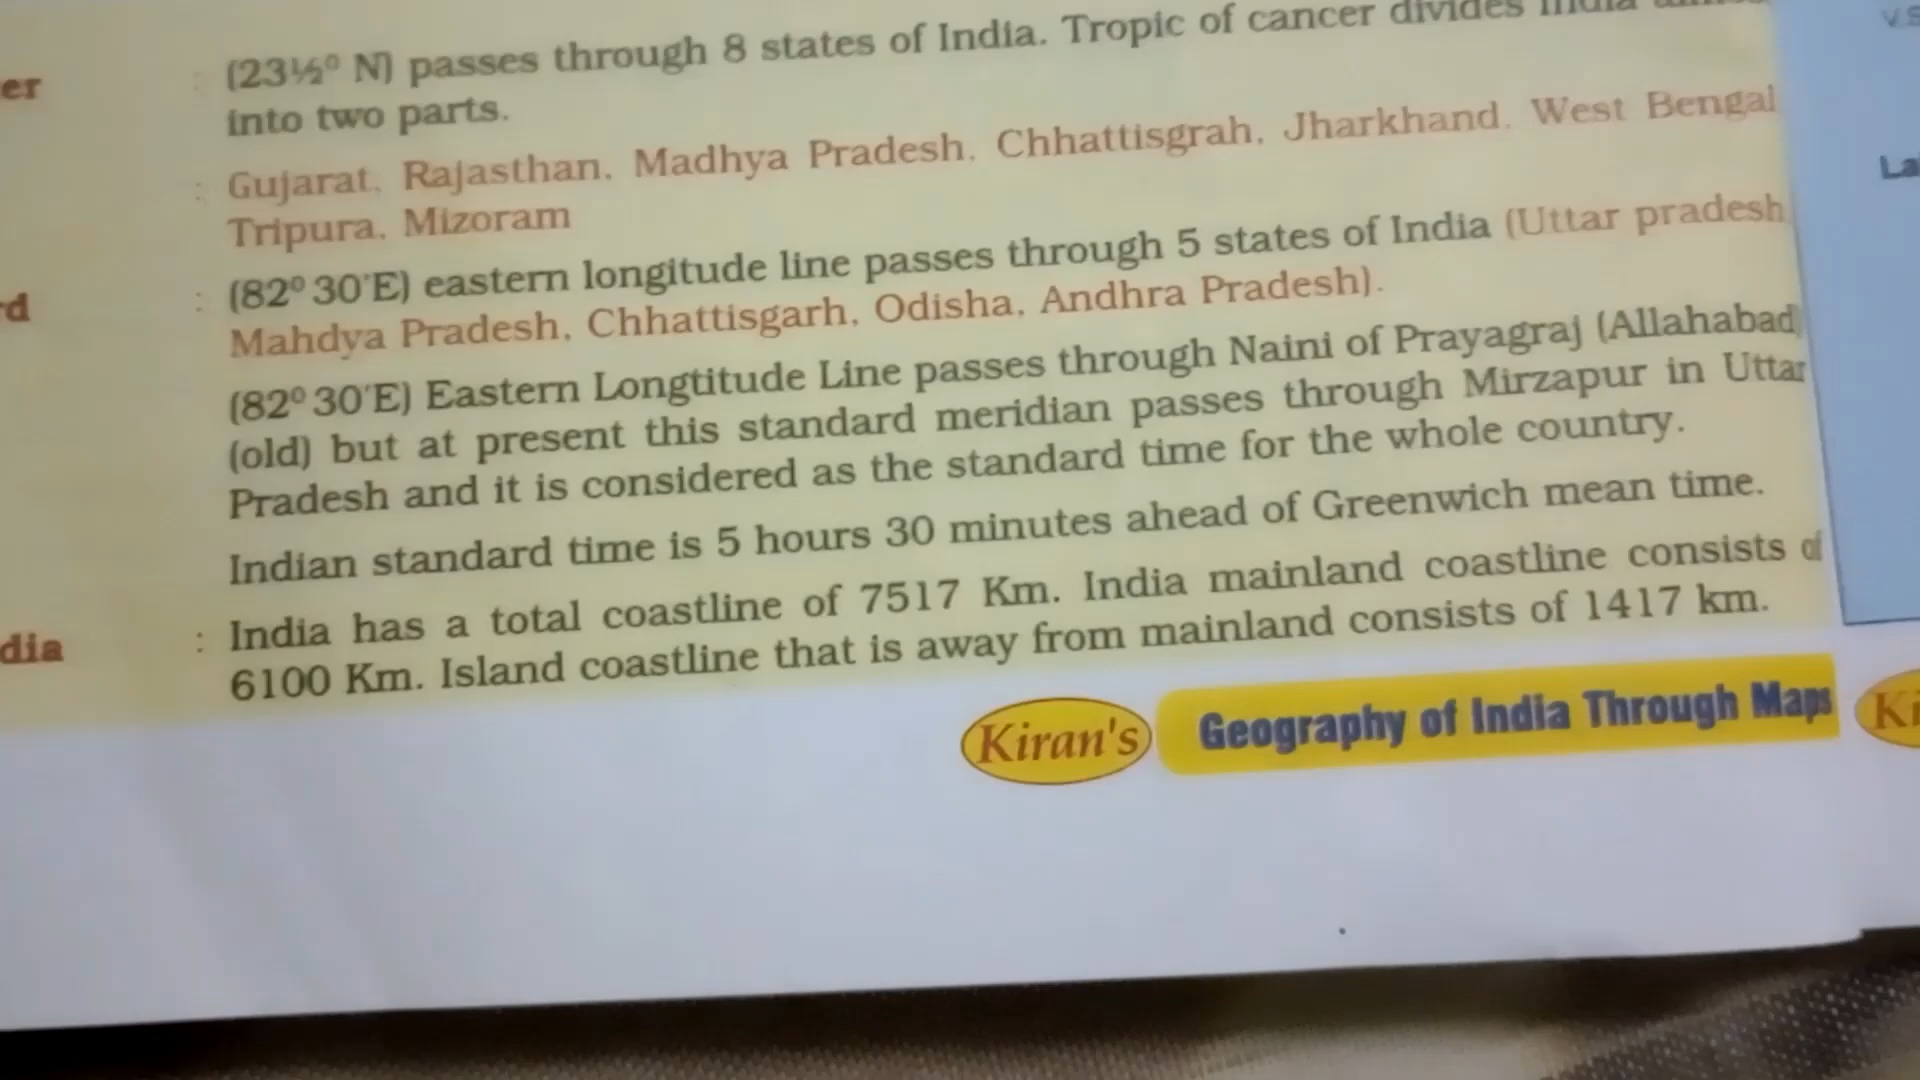 (23½° N) passes through 8 states of India. Tropic of cancer divides India
er
into two parts.
: Gujarat, Rajasthan, Madhya Pradesh, Chhattisgrah, Jharkhand, West Bengal
Tripura, Mizoram
rd : (82° 30'E) eastern longitude line passes through 5 states of India (Uttar pradesh
Mahdya Pradesh, Chhattisgarh, Odisha, Andhra Pradesh).
(82° 30'E) Eastern Longtitude Line passes through Naini of Prayagraj (Allahabad)
(old) but at present this standard meridian passes through Mirzapur in Uttar
Pradesh and it is considered as the standard time for the whole country.
Indian standard time is 5 hours 30 minutes ahead of Greenwich mean time.
dia : India has a total coastline of 7517 Km. India mainland coastline consists of
6100 Km. Island coastline that is away from mainland consists of 1417 km.
Kiran's Geography of India Through Maps
Ki
V.S
La